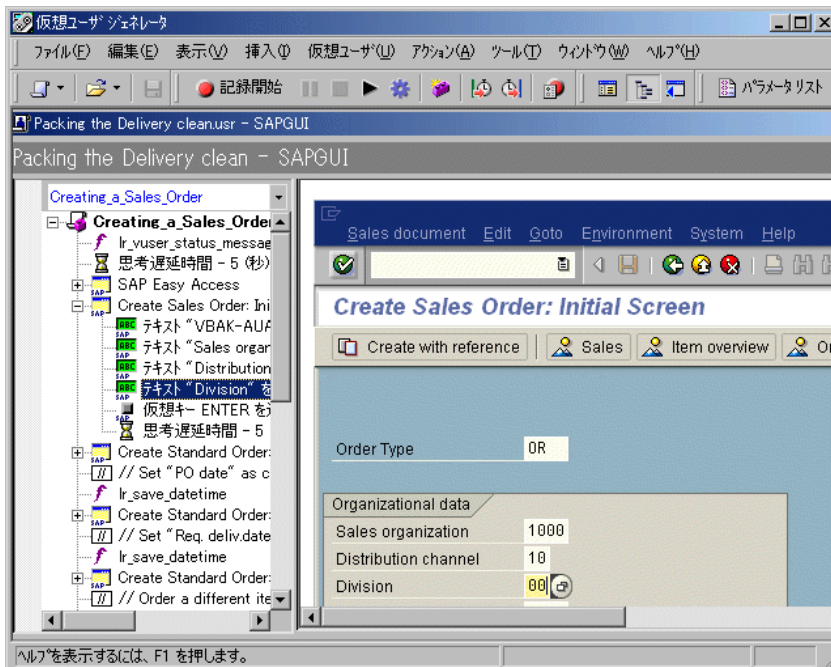 仮想ユーザジェネレータ
ファイル(F) 編集(E) 表示(V) 挿入(I) 仮想ユーザ(U) アクション(A) ツール(T) ウィンドウ(W) ヘルプ(H)
記録開始 パラメータ リスト
Packing the Delivery clean.usr - SAPGUI
Packing the Delivery clean - SAPGUI
Creating_a_Sales_Order
Creating_a_Sales_Orde
lr_vuser_status_messag
思考遅延時間 - 5 (秒)
SAP Easy Access
Create Sales Order: Ini
テキスト "VBAK-AUA
テキスト "Sales organ
テキスト "Distribution
テキスト "Division" を
仮想キー ENTER を
思考遅延時間 - 5
Create Standard Order:
// Set "PO date" as c
lr_save_datetime
Create Standard Order:
// Set "Req. deliv.date
lr_save_datetime
Create Standard Order:
// Order a different ite
Sales document Edit Goto Environment System Help
Create Sales Order: Initial Screen
Create with reference Sales Item overview Or
Order Type OR
Organizational data
Sales organization 1000
Distribution channel 10
Division 00
ヘルプを表示するには、F1 を押します。